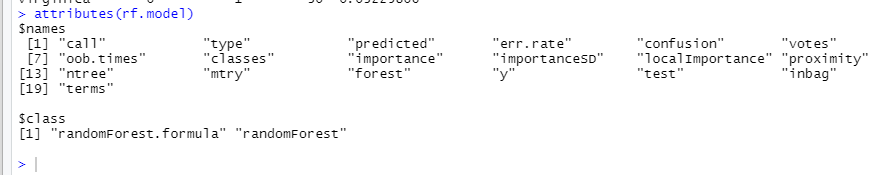 > attributes(rf.model)
$names
[1] "call" "type" "predicted" "err.rate" "confusion" "votes"
[7] "oob.times" "classes" "importance" "importanceSD" "localImportance" "proximity"
[13] "ntree" "mtry" "forest" "y" "test" "inbag"
[19] "terms"
$class
[1] "randomForest.formula" "randomForest"
>